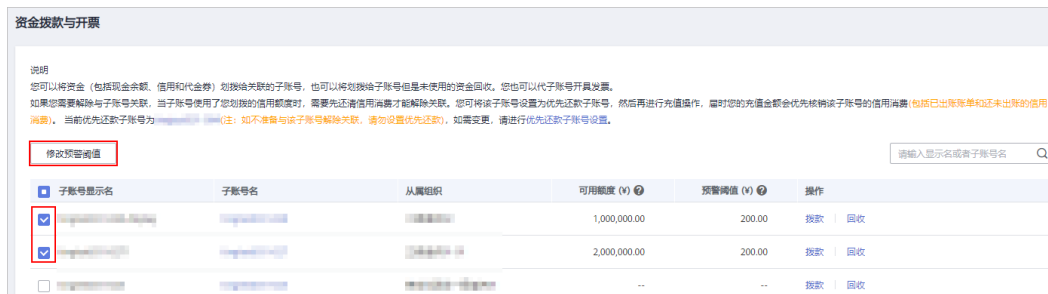 资金拨款与开票
说明
您可以将资金（包括现金余额、信用和代金券）划拨给关联的子账号，也可以将划拨给子账号但是未使用的资金回收。您也可以代子账号开具发票。
如果您需要解除与子账号关联，当子账号使用了您划拨的信用额度时，需要先还清信用消费才能解除关联。您可将该子账号设置为优先还款子账号，然后再进行充值操作，届时您的充值金额会优先核销该子账号的信用消费(包括已出账账单和还未出账的信用
消费)。 当前优先还款子账号为 (注：如不准备与该子账号解除关联，请勿设置优先还款)，如需变更，请进行优先还款子账号设置。
修改预警阈值 请输入显示名或者子账号名
子账号显示名 子账号名 从属组织 可用额度 (¥) 预警阈值 (¥) 操作
1,000,000.00 200.00 拨款 回收
2,000,000.00 200.00 拨款 回收
-- -- 拨款 回收